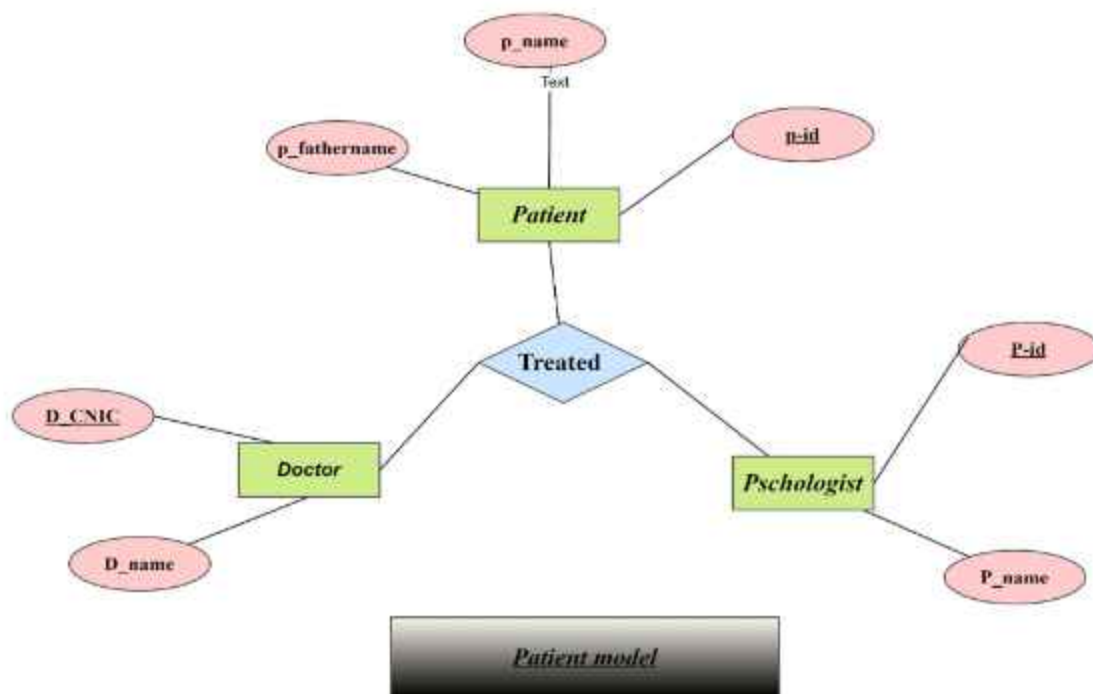 p_name
Text
p-id
p_fathername
Patient
Treated
P-id
D_CNIC
Doctor
Pschologist
D_name
P_name
Patient model